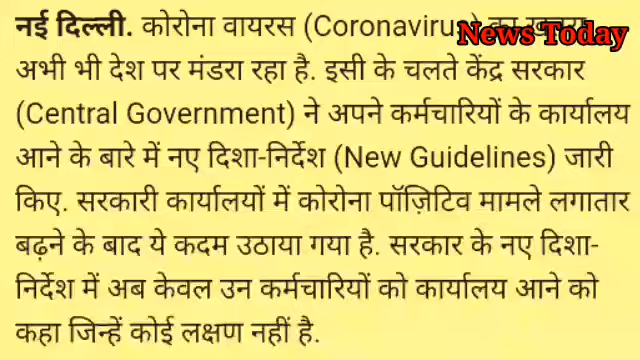 नई दिल्ली. कोरोना वायरस (Coronavirus)
News Today
अभी भी देश पर मंडरा रहा है. इसी के चलते केंद्र सरकार
(Central Government) ने अपने कर्मचारियों के कार्यालय
आने के बारे में नए दिशा-निर्देश (New Guidelines) जारी
किए. सरकारी कार्यालयों में कोरोना पॉज़िटिव मामले लगातार
बढ़ने के बाद ये कदम उठाया गया है. सरकार के नए दिशा-
निर्देश में अब केवल उन कर्मचारियों को कार्यालय आने को
कहा जिन्हें कोई लक्षण नहीं है.